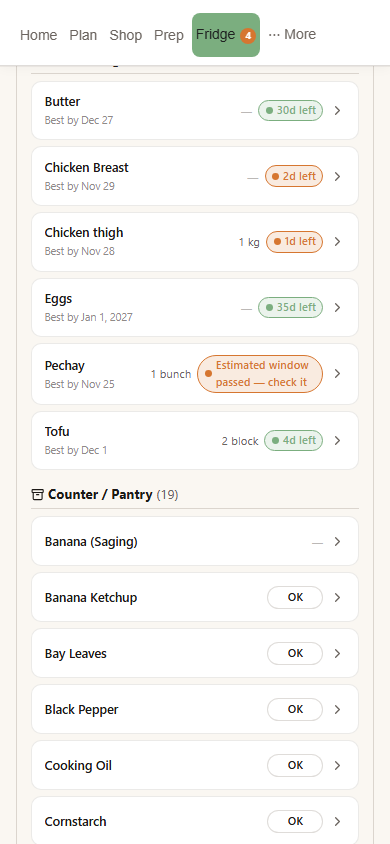 Home Plan Shop Prep Fridge 4 ··· More
Butter
Best by Dec 27
— 30d left
Chicken Breast
Best by Nov 29
— 2d left
Chicken thigh
Best by Nov 28
1 kg 1d left
Eggs
Best by Jan 1, 2027
— 35d left
Pechay
Best by Nov 25
1 bunch
Estimated window
passed — check it
Tofu
Best by Dec 1
2 block 4d left
Counter / Pantry (19)
Banana (Saging) —
Banana Ketchup OK
Bay Leaves OK
Black Pepper OK
Cooking Oil OK
Cornstarch OK